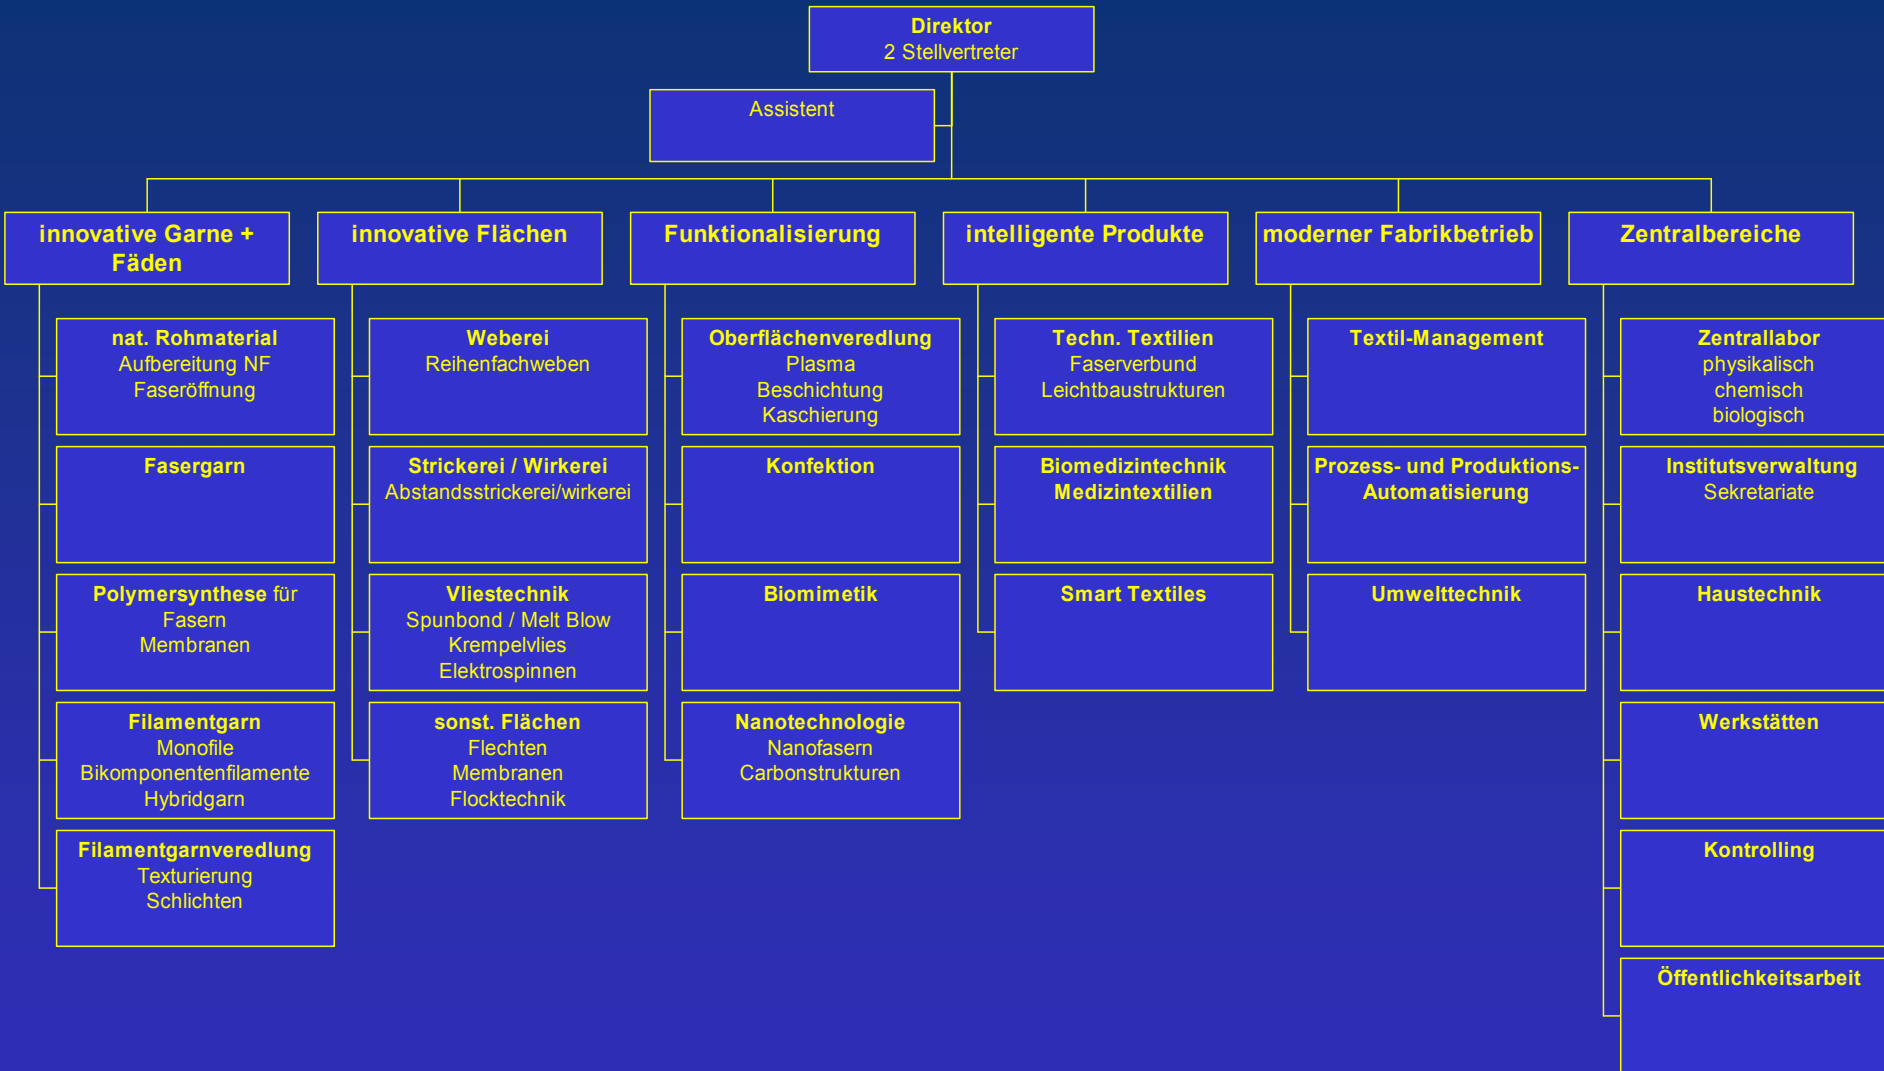 Direktor
2 Stellvertreter
Assistent
innovative Garne +
Fäden
innovative Flächen
Funktionalisierung
intelligente Produkte
moderner Fabrikbetrieb
Zentralbereiche
nat. Rohmaterial
Aufbereitung NF
Faseröffnung
Fasergarn
Polymersynthese für
Fasern
Membranen
Filamentgarn
Monofile
Bikomponentenfilamente
Hybridgarn
Filamentgarnveredlung
Texturierung
Schlichten
Weberei
Reihenfachweben
Strickerei / Wirkerei
Abstandsstrickerei/wirkerei
Vliestechnik
Spunbond / Melt Blow
Krempelvlies
Elektrospinnen
sonst. Flächen
Flechten
Membranen
Flocktechnik
Oberflächenveredlung
Plasma
Beschichtung
Kaschierung
Konfektion
Biomimetik
Nanotechnologie
Nanofasern
Carbonstrukturen
Techn. Textilien
Faserverbund
Leichtbaustrukturen
Biomedizintechnik
Medizintextilien
Smart Textiles
Textil-Management
Prozess- und Produktions-
Automatisierung
Umwelttechnik
Zentrallabor
physikalisch
chemisch
biologisch
Institutsverwaltung
Sekretariate
Haustechnik
Werkstätten
Kontrolling
Öffentlichkeitsarbeit